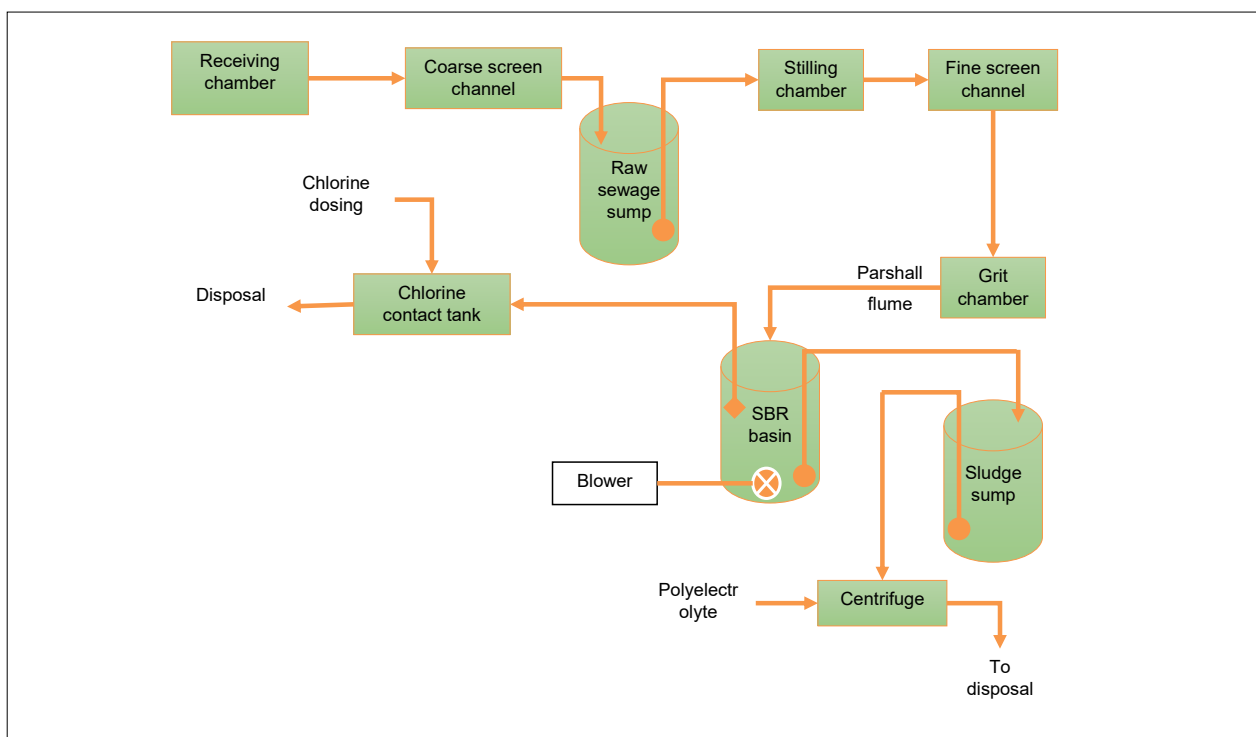 Receiving
chamber
Coarse screen
channel
Stilling
chamber
Fine screen
channel
Raw
sewage
sump
Chlorine
dosing
Parshall
flume
Grit
chamber
Disposal
Chlorine
contact tank
SBR
basin
Blower
Sludge
sump
Polyelectr
olyte
Centrifuge
To
disposal